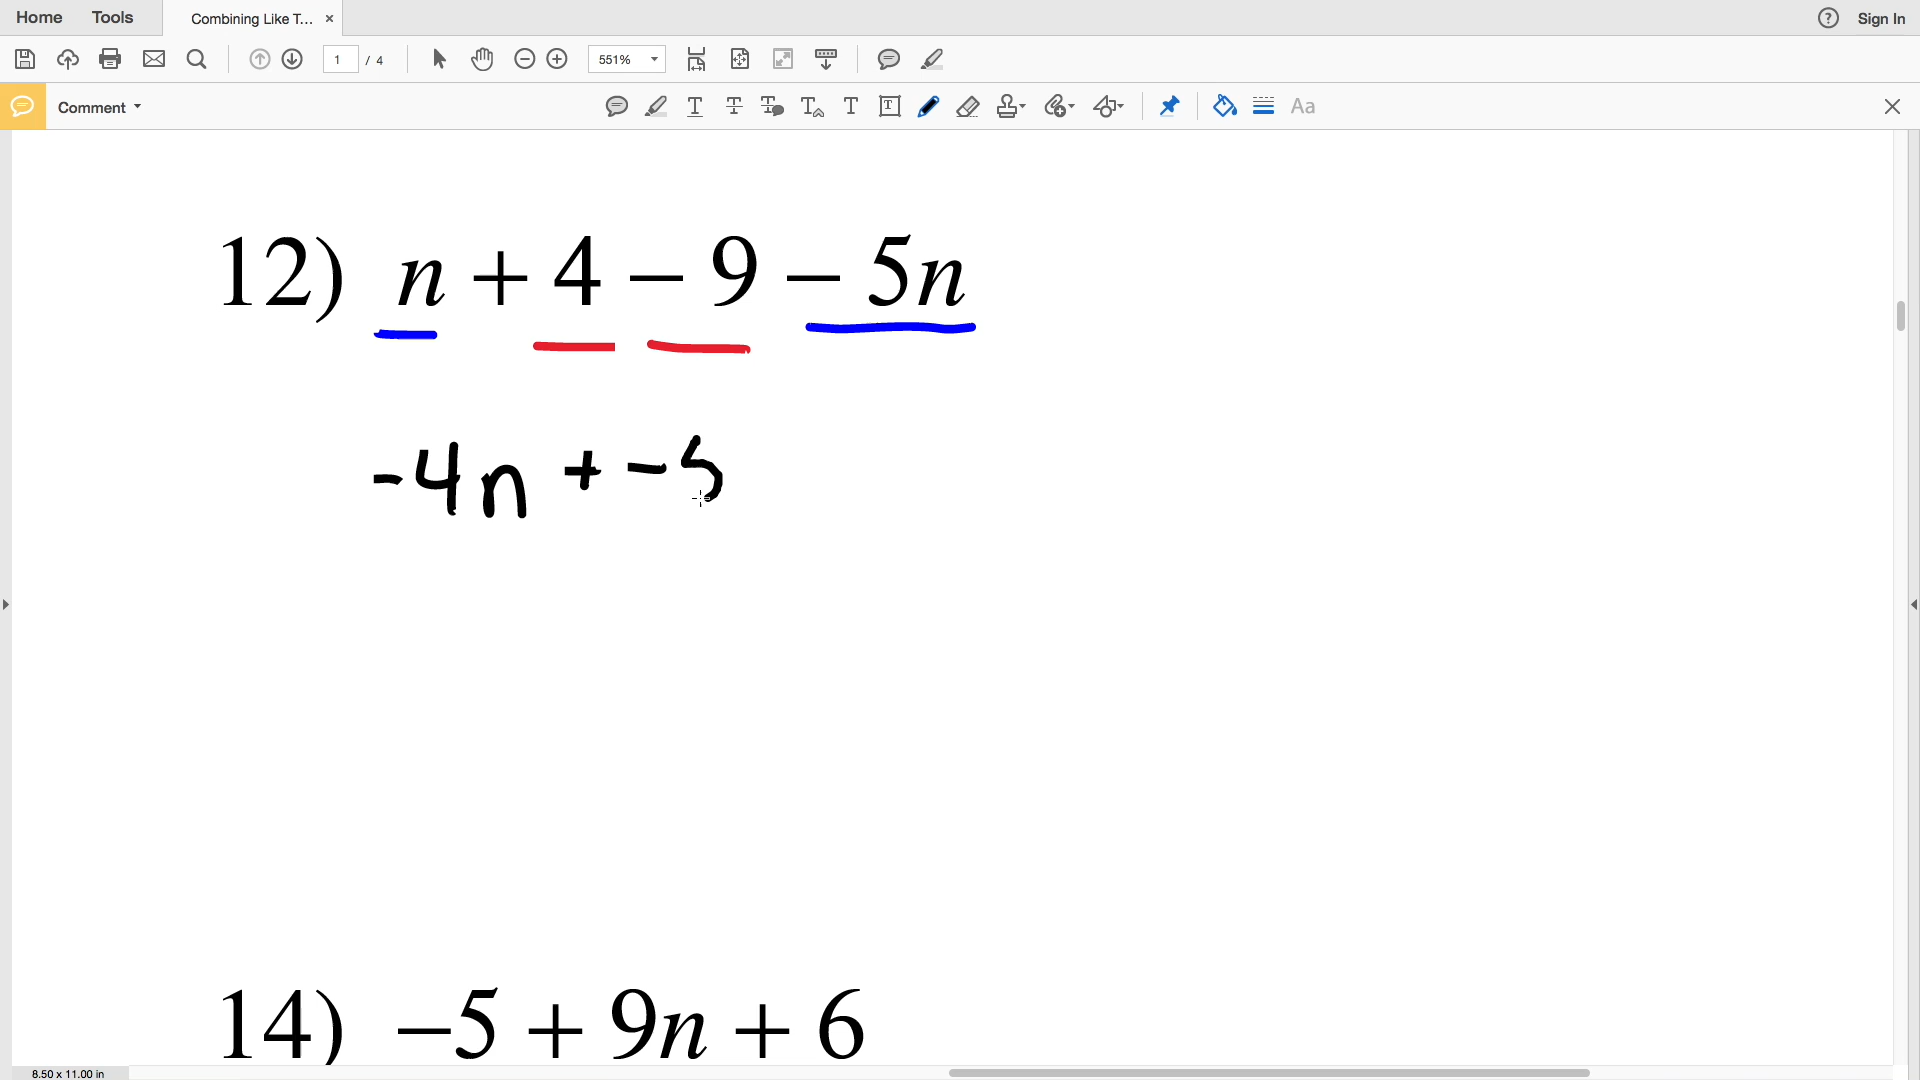 Home Tools Combining Like T... × ? Sign In
1 / 4 551%
Comment T T T T T T Aa
12) n + 4 − 9 − 5n
-4n + -5
14) −5 + 9n + 6
8.50 x 11.00 in